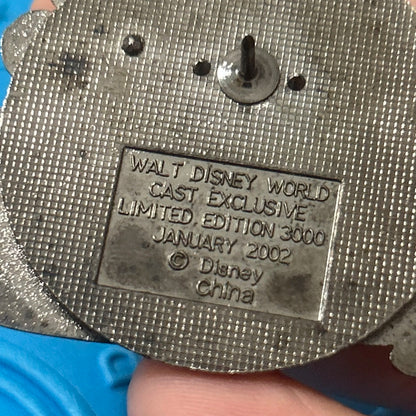 WALT DISNEY WORLD
CAST EXCLUSIVE
LIMITED EDITION 3000
JANUARY 2002
© Disney
China